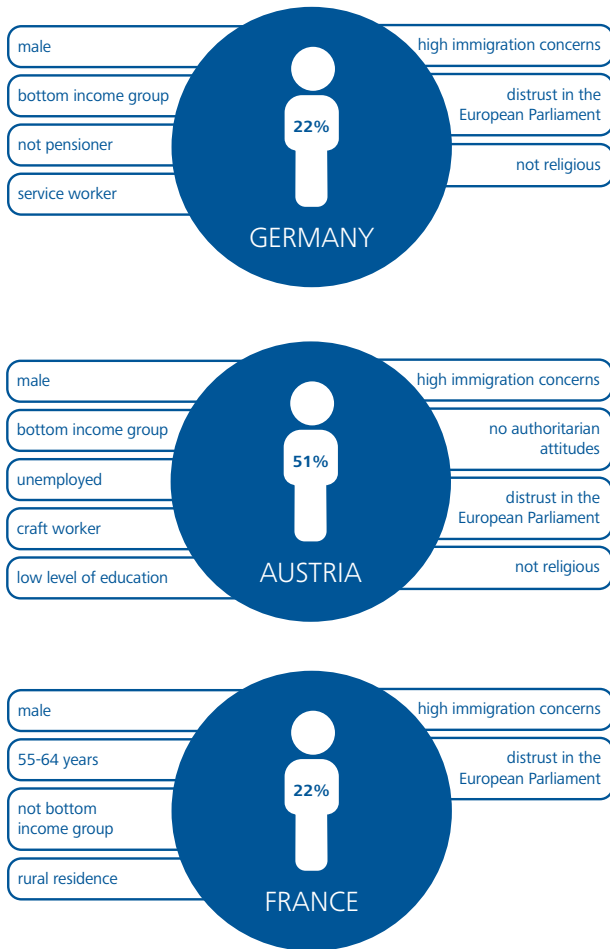 male
bottom income group
not pensioner
service worker
22%
GERMANY
high immigration concerns
distrust in the
European Parliament
not religious
male
bottom income group
unemployed
craft worker
low level of education
51%
AUSTRIA
high immigration concerns
no authoritarian
attitudes
distrust in the
European Parliament
not religious
male
55-64 years
not bottom
income group
rural residence
22%
FRANCE
high immigration concerns
distrust in the
European Parliament